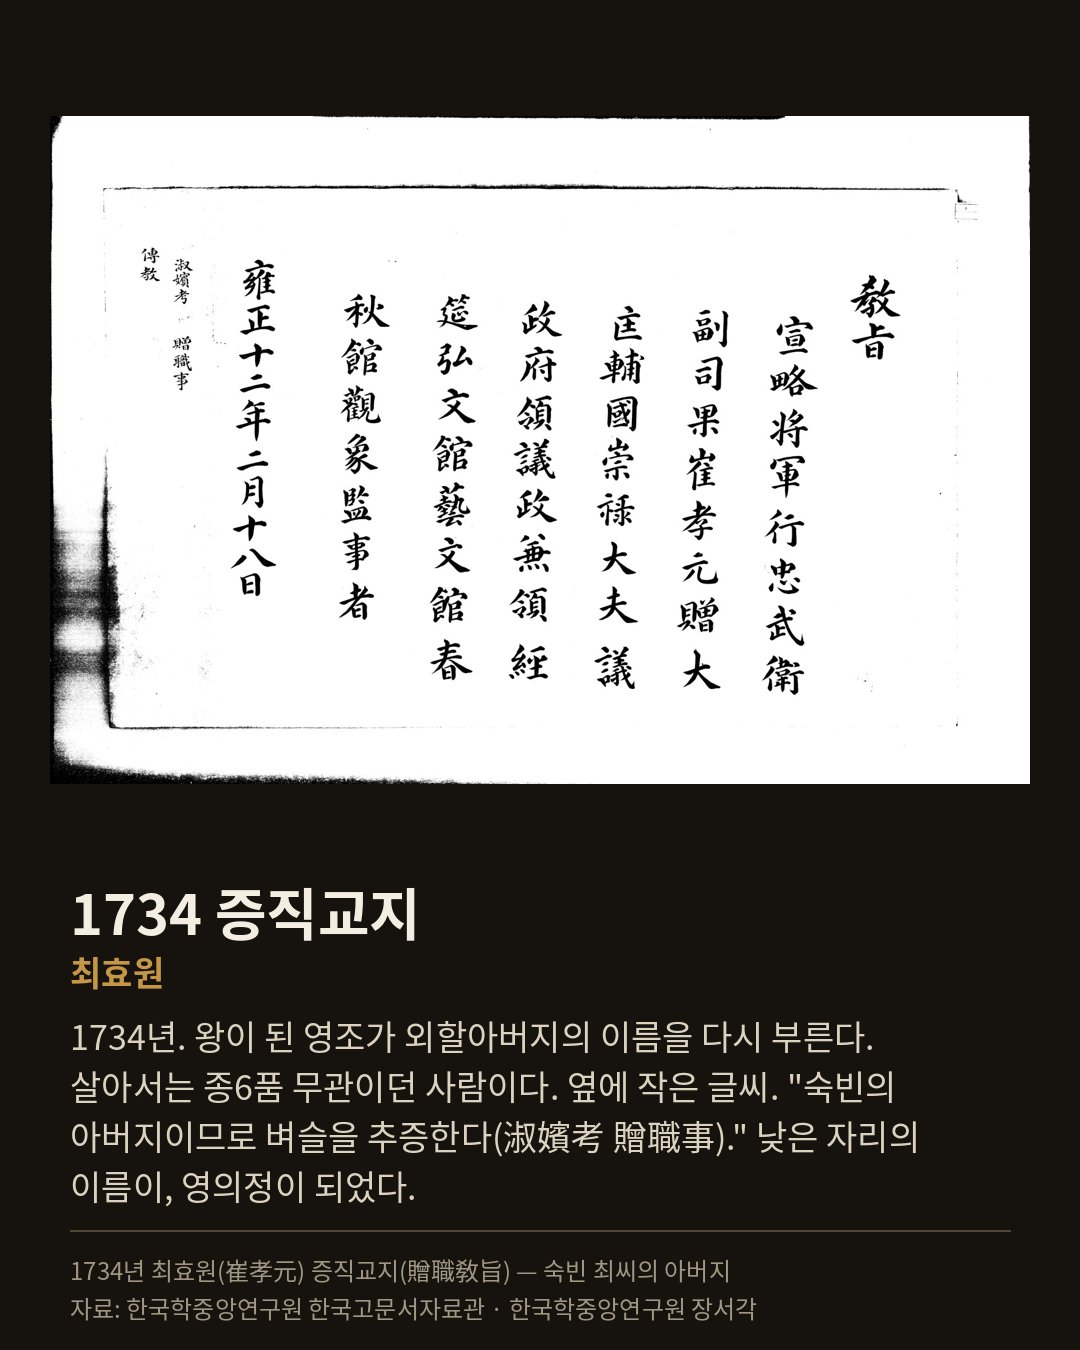 教旨
宣略將軍行忠武衛
副司果崔孝元贈大
匡輔國崇祿大夫議
政府領議政兼領經
筵弘文館藝文館春
秋館觀象監事者
雍正十二年二月十八日
淑嬪考 贈職事
傳教
1734 증직교지
최효원
1734년. 왕이 된 영조가 외할아버지의 이름을 다시 부른다.
살아서는 종6품 무관이던 사람이다. 옆에 작은 글씨. "숙빈의
아버지이므로 벼슬을 추증한다(淑嬪考 贈職事)." 낮은 자리의
이름이, 영의정이 되었다.
1734년 최효원(崔孝元) 증직교지(贈職敎旨) — 숙빈 최씨의 아버지
자료: 한국학중앙연구원 한국고문서자료관 · 한국학중앙연구원 장서각